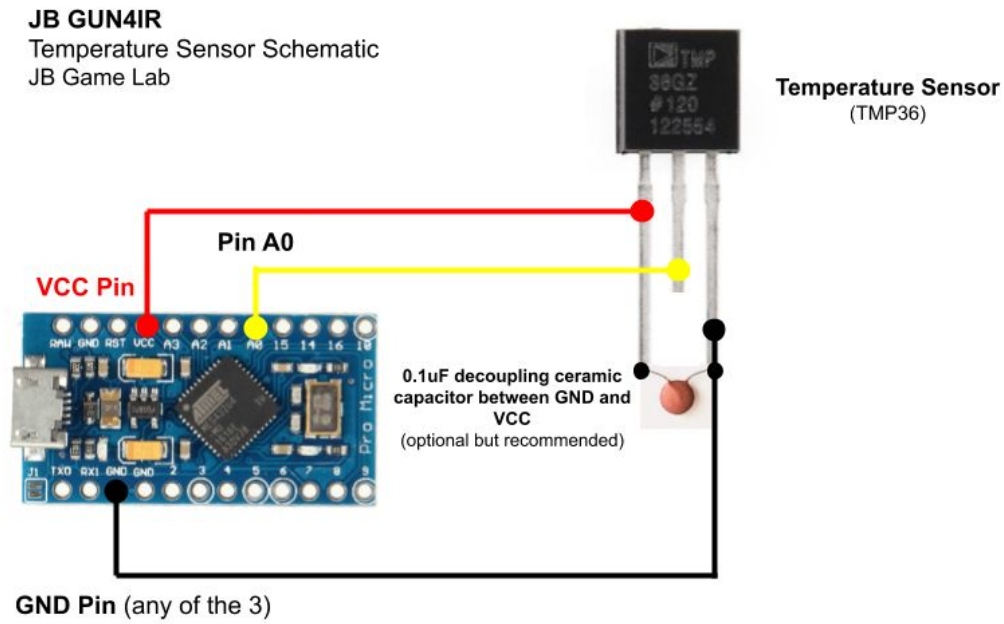 JB GUN4IR
Temperature Sensor Schematic
JB Game Lab
TMP
36GZ
#120
122554
Temperature Sensor
(TMP36)
Pin A0
VCC Pin
RAW GND RST VCC A3 A2 A1 A0 15 14 16 10
ATMEL
Pro Micro
0.1uF decoupling ceramic
capacitor between GND and
VCC
(optional but recommended)
J1 TX0 RX1 GND GND 2 3 4 5 6 7 8 9
GND Pin (any of the 3)